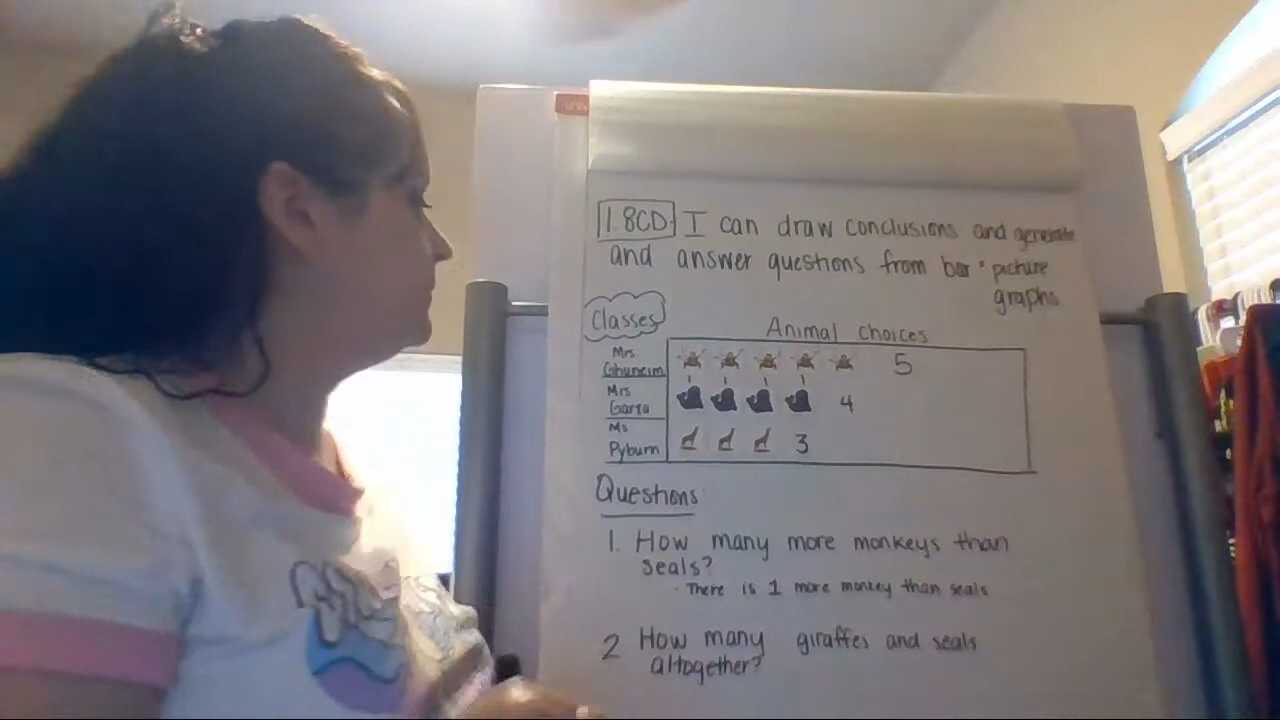 1.8CD. I can draw conclusions and generate
and answer questions from bar + picture
graphs
Classes
Animal choices
Mrs
Ghuneim
5
Mrs
Garza
4
Ms
Pyburn
3
Questions
1. How many more monkeys than
seals?
· There is 1 more monkey than seals
2 How many giraffes and seals
altogether?